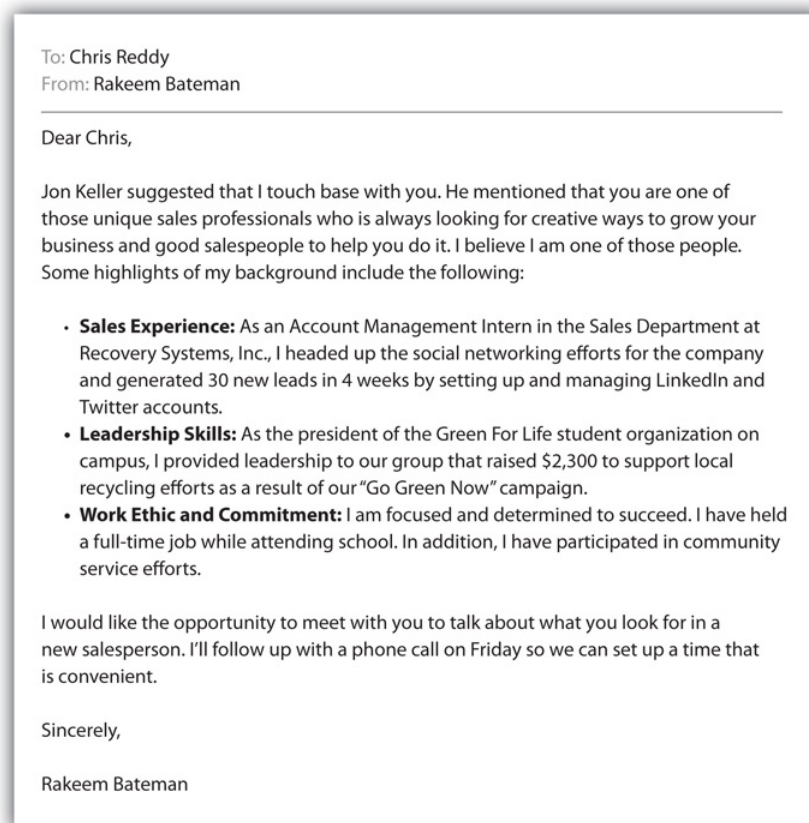 To: Chris Reddy
From: Rakeem Bateman
Dear Chris,
Jon Keller suggested that I touch base with you. He mentioned that you are one of
those unique sales professionals who is always looking for creative ways to grow your
business and good salespeople to help you do it. I believe I am one of those people.
Some highlights of my background include the following:
• Sales Experience: As an Account Management Intern in the Sales Department at
Recovery Systems, Inc., I headed up the social networking efforts for the company
and generated 30 new leads in 4 weeks by setting up and managing LinkedIn and
Twitter accounts.
• Leadership Skills: As the president of the Green For Life student organization on
campus, I provided leadership to our group that raised $2,300 to support local
recycling efforts as a result of our “Go Green Now” campaign.
• Work Ethic and Commitment: I am focused and determined to succeed. I have held
a full-time job while attending school. In addition, I have participated in community
service efforts.
I would like the opportunity to meet with you to talk about what you look for in a
new salesperson. I’ll follow up with a phone call on Friday so we can set up a time that
is convenient.
Sincerely,
Rakeem Bateman